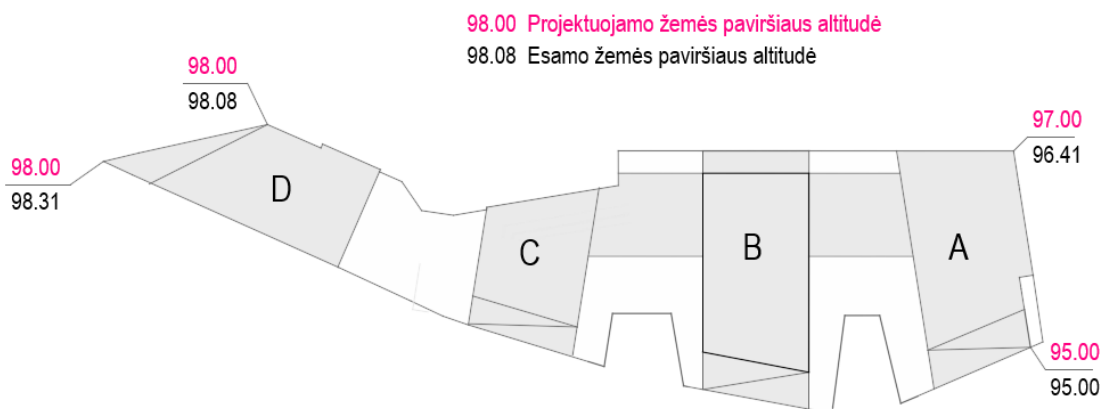 98.00 Projektuojamo žemės paviršiaus altitudė
98.08 Esamo žemės paviršiaus altitudė
98.00
98.08
97.00
96.41
98.00
98.31
D
C
B
A
95.00
95.00